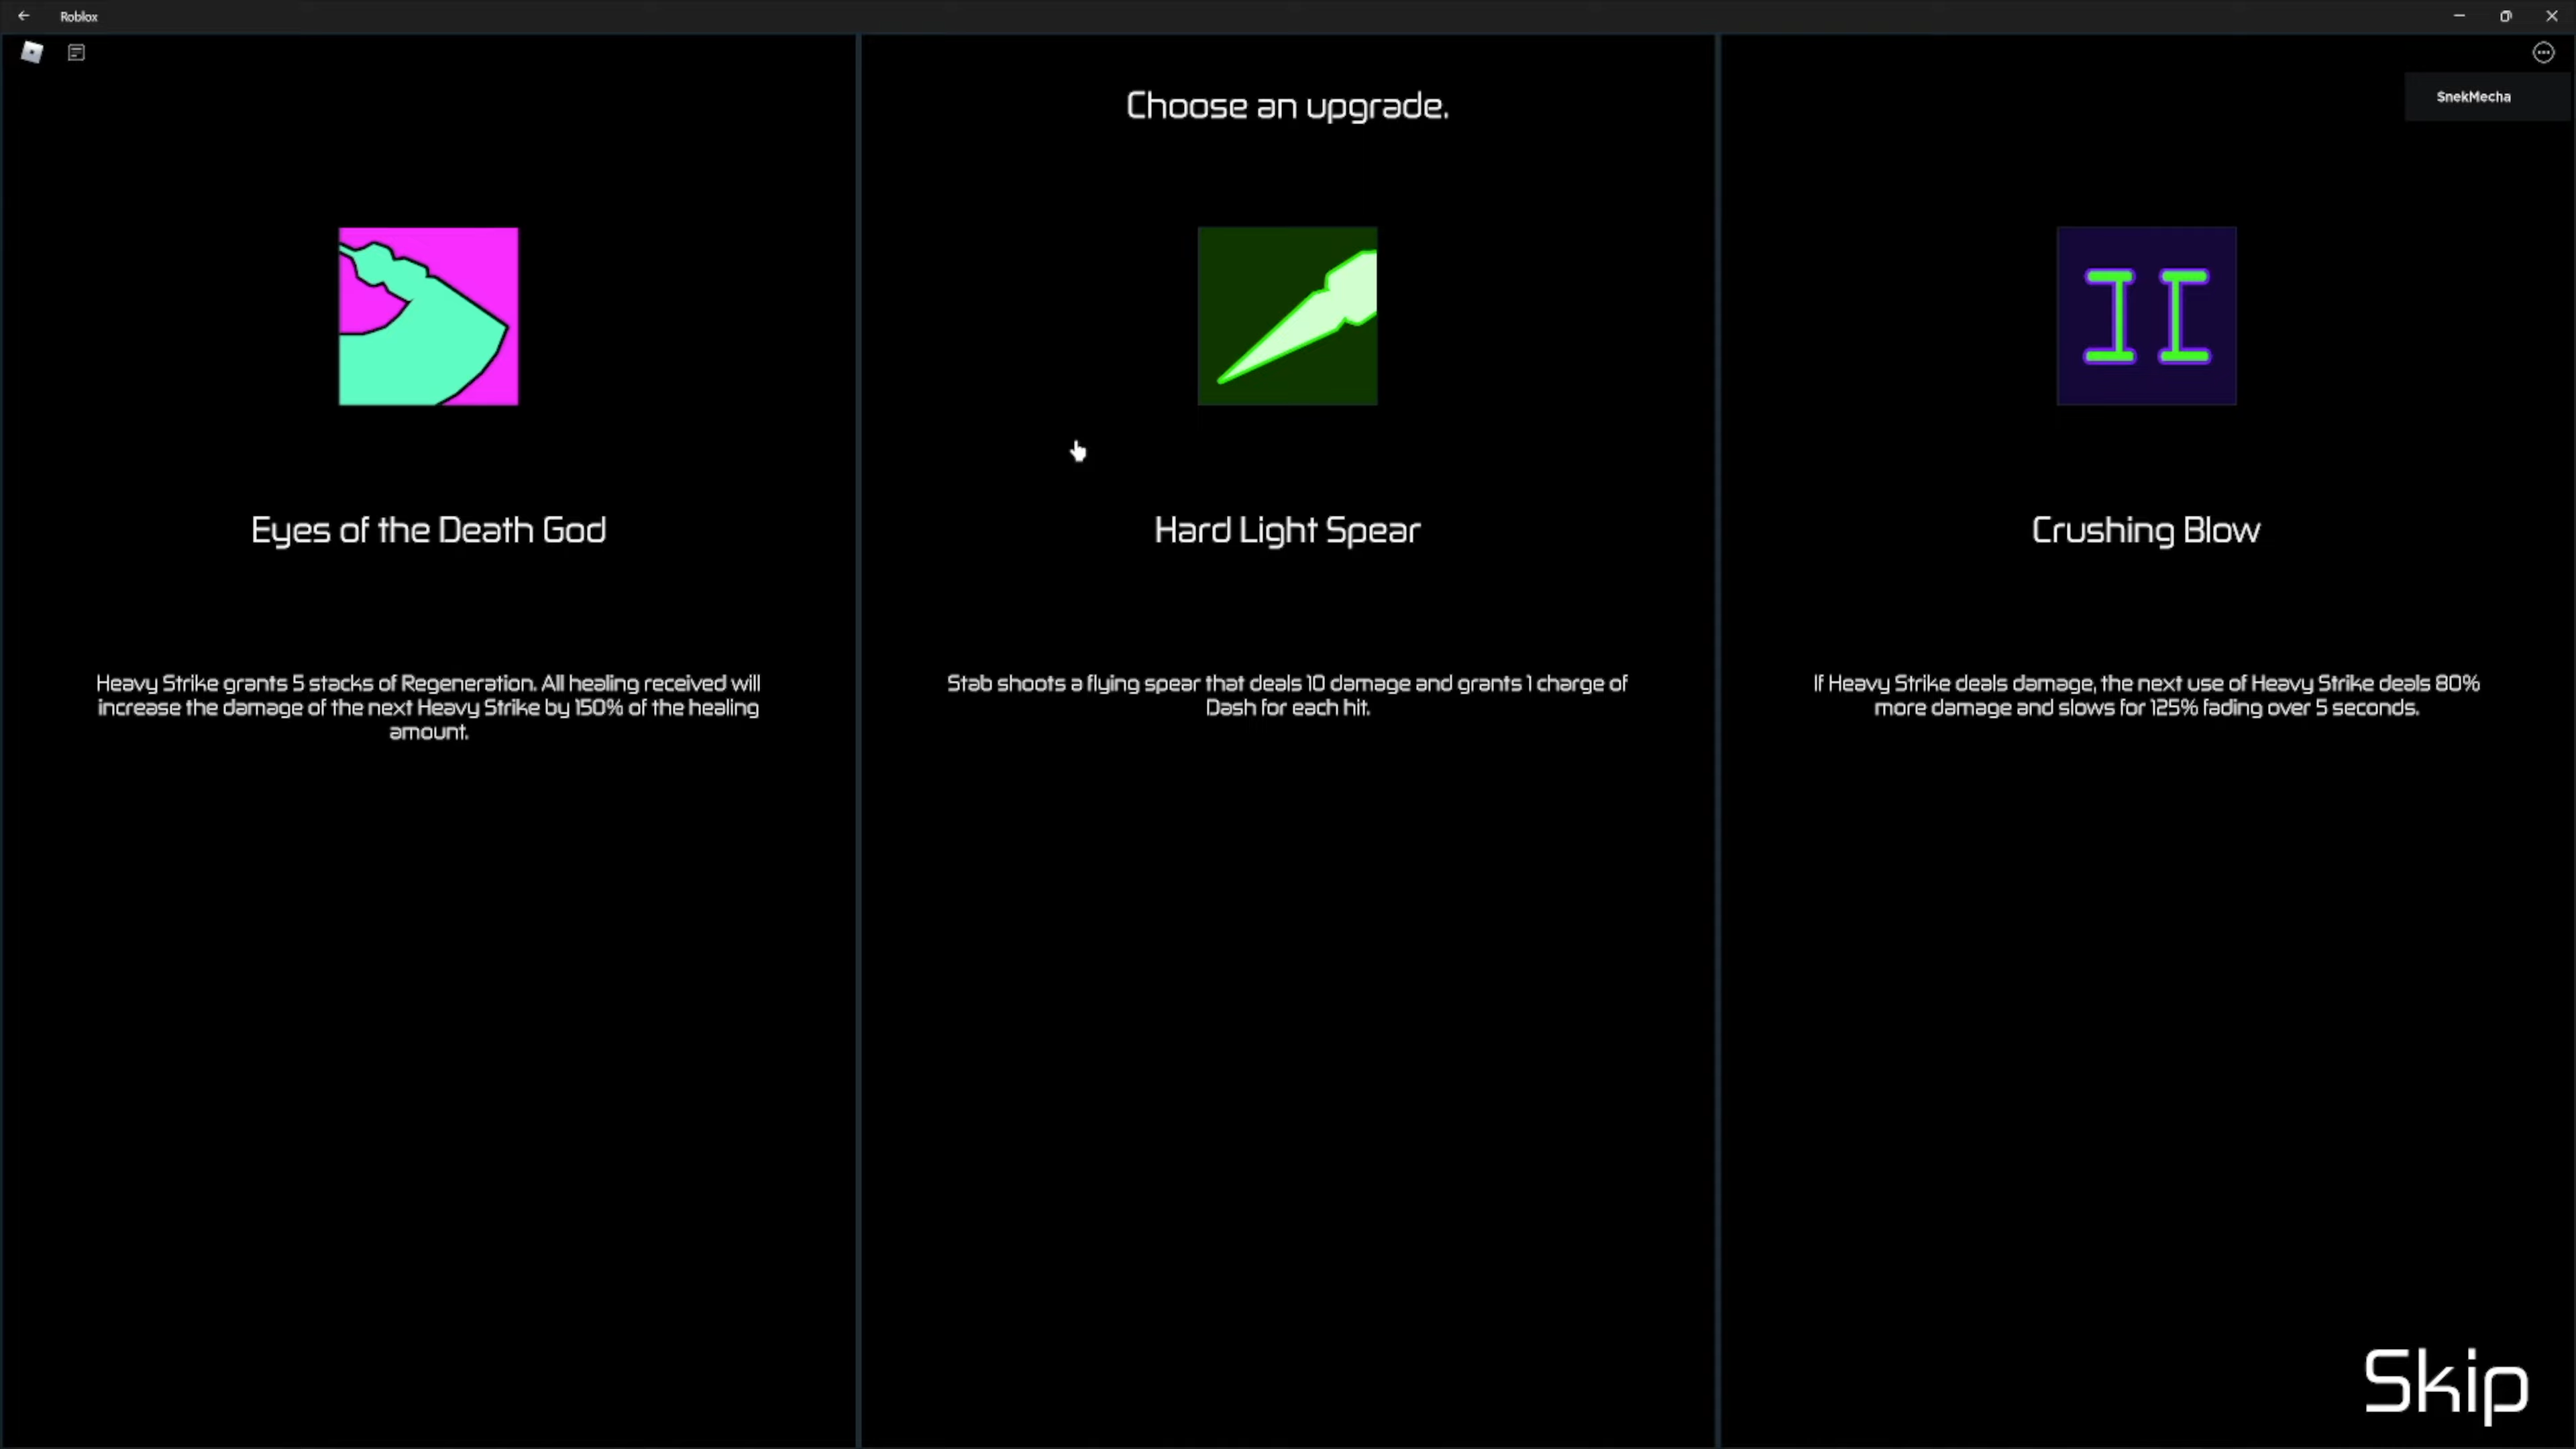 Roblox
SnekMecha
Choose an upgrade.
Eyes of the Death God
Heavy Strike grants 5 stacks of Regeneration. All healing received will
increase the damage of the next Heavy Strike by 150% of the healing
amount.
Hard Light Spear
Stab shoots a flying spear that deals 10 damage and grants 1 charge of
Dash for each hit.
II
Crushing Blow
If Heavy Strike deals damage, the next use of Heavy Strike deals 80%
more damage and slows for 125% fading over 5 seconds.
Skip